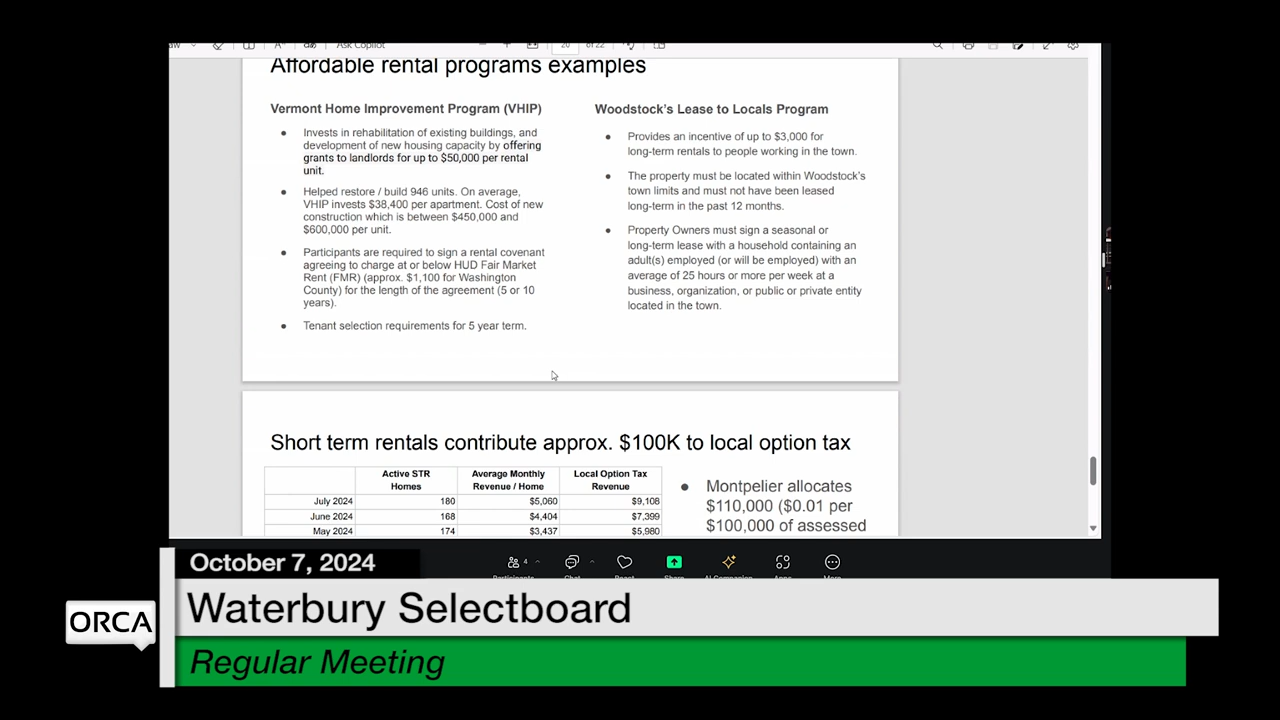 Ask Copilot
20
of 22
Affordable rental programs examples
Vermont Home Improvement Program (VHIP)
● Invests in rehabilitation of existing buildings, and
development of new housing capacity by offering
grants to landlords for up to $50,000 per rental
unit.
● Helped restore / build 946 units. On average,
VHIP invests $38,400 per apartment. Cost of new
construction which is between $450,000 and
$600,000 per unit.
● Participants are required to sign a rental covenant
agreeing to charge at or below HUD Fair Market
Rent (FMR) (approx. $1,100 for Washington
County) for the length of the agreement (5 or 10
years).
● Tenant selection requirements for 5 year term.
Woodstock's Lease to Locals Program
● Provides an incentive of up to $3,000 for
long-term rentals to people working in the town.
● The property must be located within Woodstock's
town limits and must not have been leased
long-term in the past 12 months.
● Property Owners must sign a seasonal or
long-term lease with a household containing an
adult(s) employed (or will be employed) with an
average of 25 hours or more per week at a
business, organization, or public or private entity
located in the town.
Short term rentals contribute approx. $100K to local option tax
Active STR Homes Average Monthly Revenue / Home Local Option Tax Revenue
July 2024 180 $5,060 $9,108
June 2024 168 $4,404 $7,399
May 2024 174 $3,437 $5,980
● Montpelier allocates
$110,000 ($0.01 per
$100,000 of assessed
4
Participants Chat React Share AI Companion Apps More
October 7, 2024
ORCA
Waterbury Selectboard
Regular Meeting